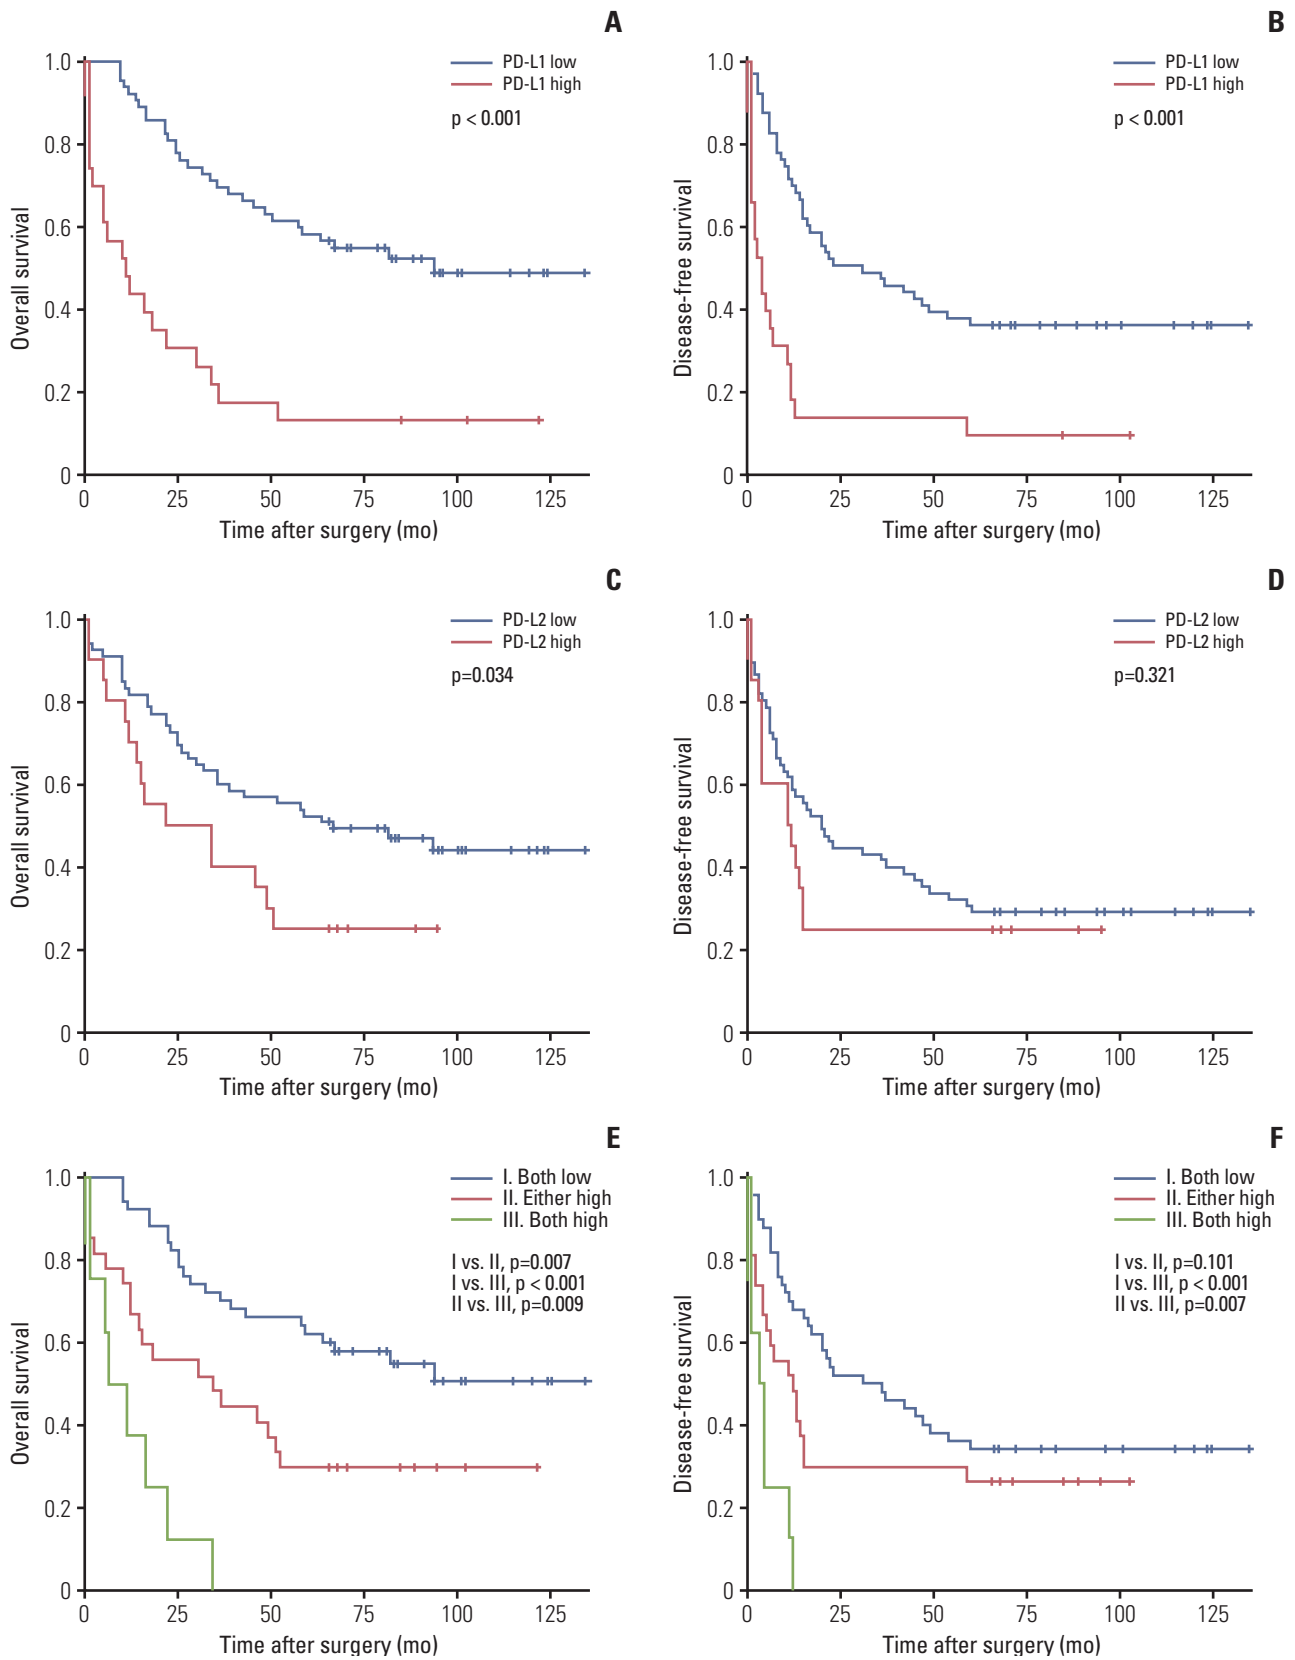 A
1.0
0.8
0.6
0.4
0.2
0
Overall survival
PD-L1 low
PD-L1 high
p < 0.001
0 25 50 75 100 125
Time after surgery (mo)
B
1.0
0.8
0.6
0.4
0.2
0
Disease-free survival
PD-L1 low
PD-L1 high
p < 0.001
0 25 50 75 100 125
Time after surgery (mo)
C
1.0
0.8
0.6
0.4
0.2
0
Overall survival
PD-L2 low
PD-L2 high
p=0.034
0 25 50 75 100 125
Time after surgery (mo)
D
1.0
0.8
0.6
0.4
0.2
0
Disease-free survival
PD-L2 low
PD-L2 high
p=0.321
0 25 50 75 100 125
Time after surgery (mo)
E
1.0
0.8
0.6
0.4
0.2
0
Overall survival
I. Both low
II. Either high
III. Both high
I vs. II, p=0.007
I vs. III, p < 0.001
II vs. III, p=0.009
0 25 50 75 100 125
Time after surgery (mo)
F
1.0
0.8
0.6
0.4
0.2
0
Disease-free survival
I. Both low
II. Either high
III. Both high
I vs. II, p=0.101
I vs. III, p < 0.001
II vs. III, p=0.007
0 25 50 75 100 125
Time after surgery (mo)